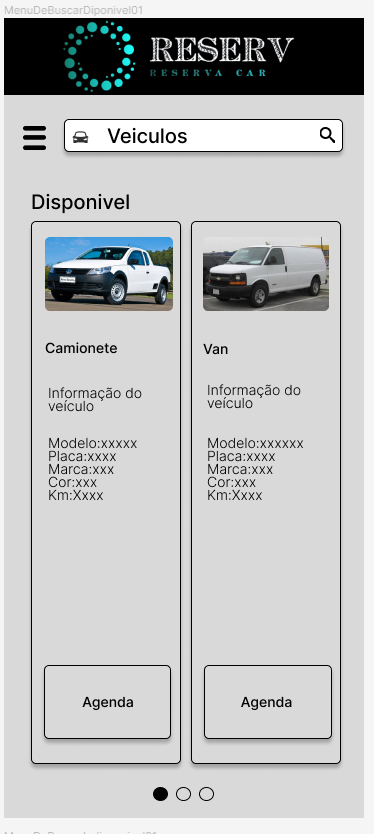 MenuDeBuscarDiponivel01
RESERV
RESERVA CAR
Veiculos
Disponivel
Camionete
Informação do
veículo
Modelo:xxxxx
Placa:xxxx
Marca:xxx
Cor:xxx
Km:Xxxx
Agenda
Van
Informação do
veículo
Modelo:xxxxxx
Placa:xxxx
Marca:xxx
Cor:xxx
Km:Xxxx
Agenda